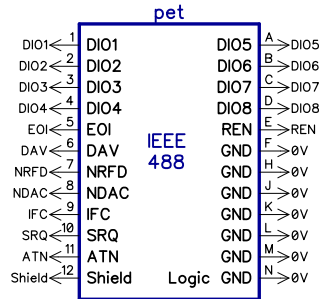 pet
DIO1 1 DIO1 DIO5 A DIO5
DIO2 2 DIO2 DIO6 B DIO6
DIO3 3 DIO3 DIO7 C DIO7
DIO4 4 DIO4 DIO8 D DIO8
EOI 5 EOI REN E REN
DAV 6 DAV IEEE GND F 0V
NRFD 7 NRFD 488 GND H 0V
NDAC 8 NDAC GND J 0V
IFC 9 IFC GND K 0V
SRQ 10 SRQ GND L 0V
ATN 11 ATN GND M 0V
Shield 12 Shield Logic GND N 0V